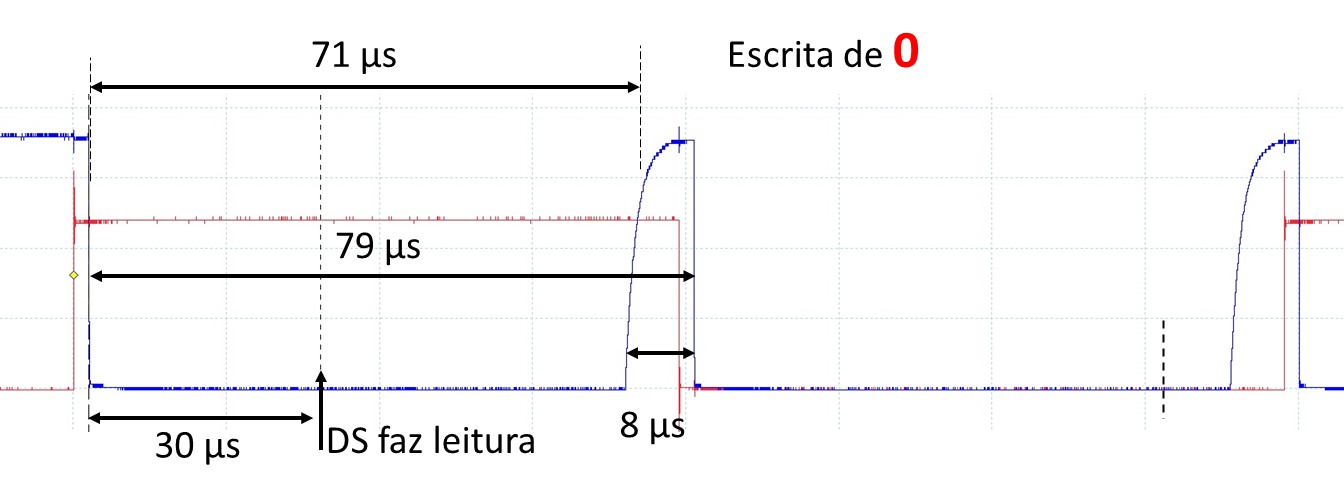 71 µs
Escrita de 0
79 µs
8 µs
30 µs
DS faz leitura